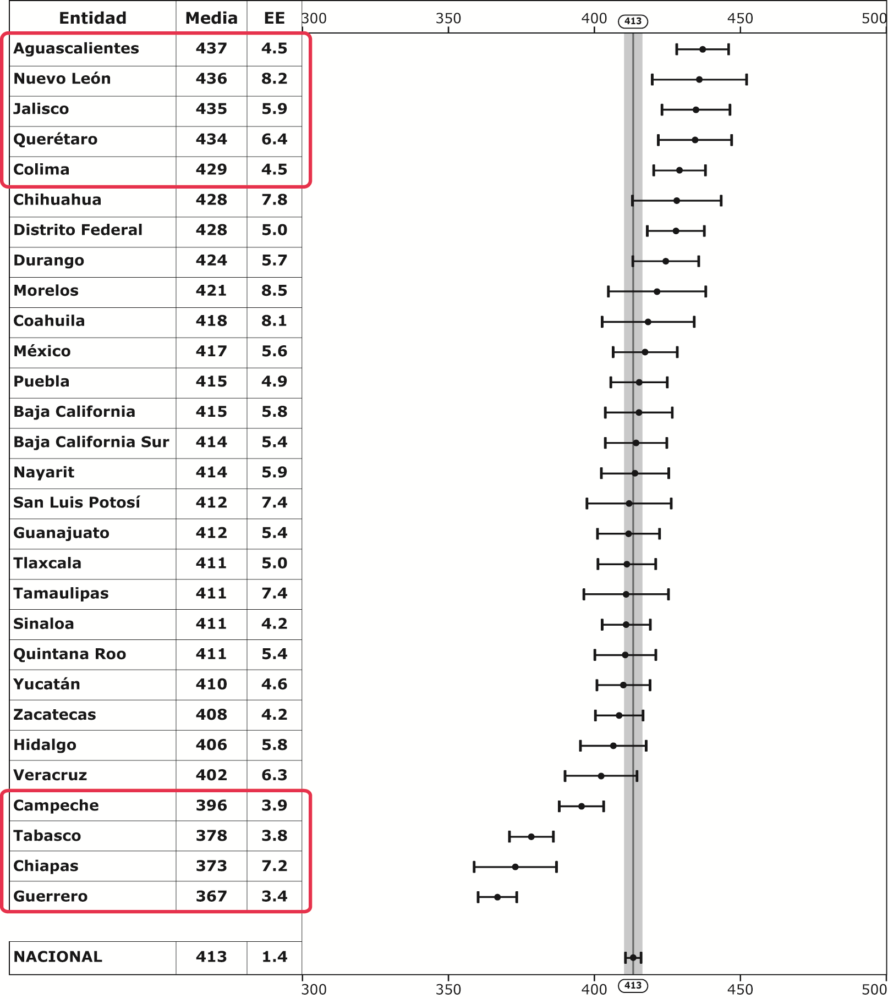 Entidad Media EE 300 350 400 413 450 500
Aguascalientes 437 4.5
Nuevo León 436 8.2
Jalisco 435 5.9
Querétaro 434 6.4
Colima 429 4.5
Chihuahua 428 7.8
Distrito Federal 428 5.0
Durango 424 5.7
Morelos 421 8.5
Coahuila 418 8.1
México 417 5.6
Puebla 415 4.9
Baja California 415 5.8
Baja California Sur 414 5.4
Nayarit 414 5.9
San Luis Potosí 412 7.4
Guanajuato 412 5.4
Tlaxcala 411 5.0
Tamaulipas 411 7.4
Sinaloa 411 4.2
Quintana Roo 411 5.4
Yucatán 410 4.6
Zacatecas 408 4.2
Hidalgo 406 5.8
Veracruz 402 6.3
Campeche 396 3.9
Tabasco 378 3.8
Chiapas 373 7.2
Guerrero 367 3.4
NACIONAL 413 1.4
300 350 400 413 450 500